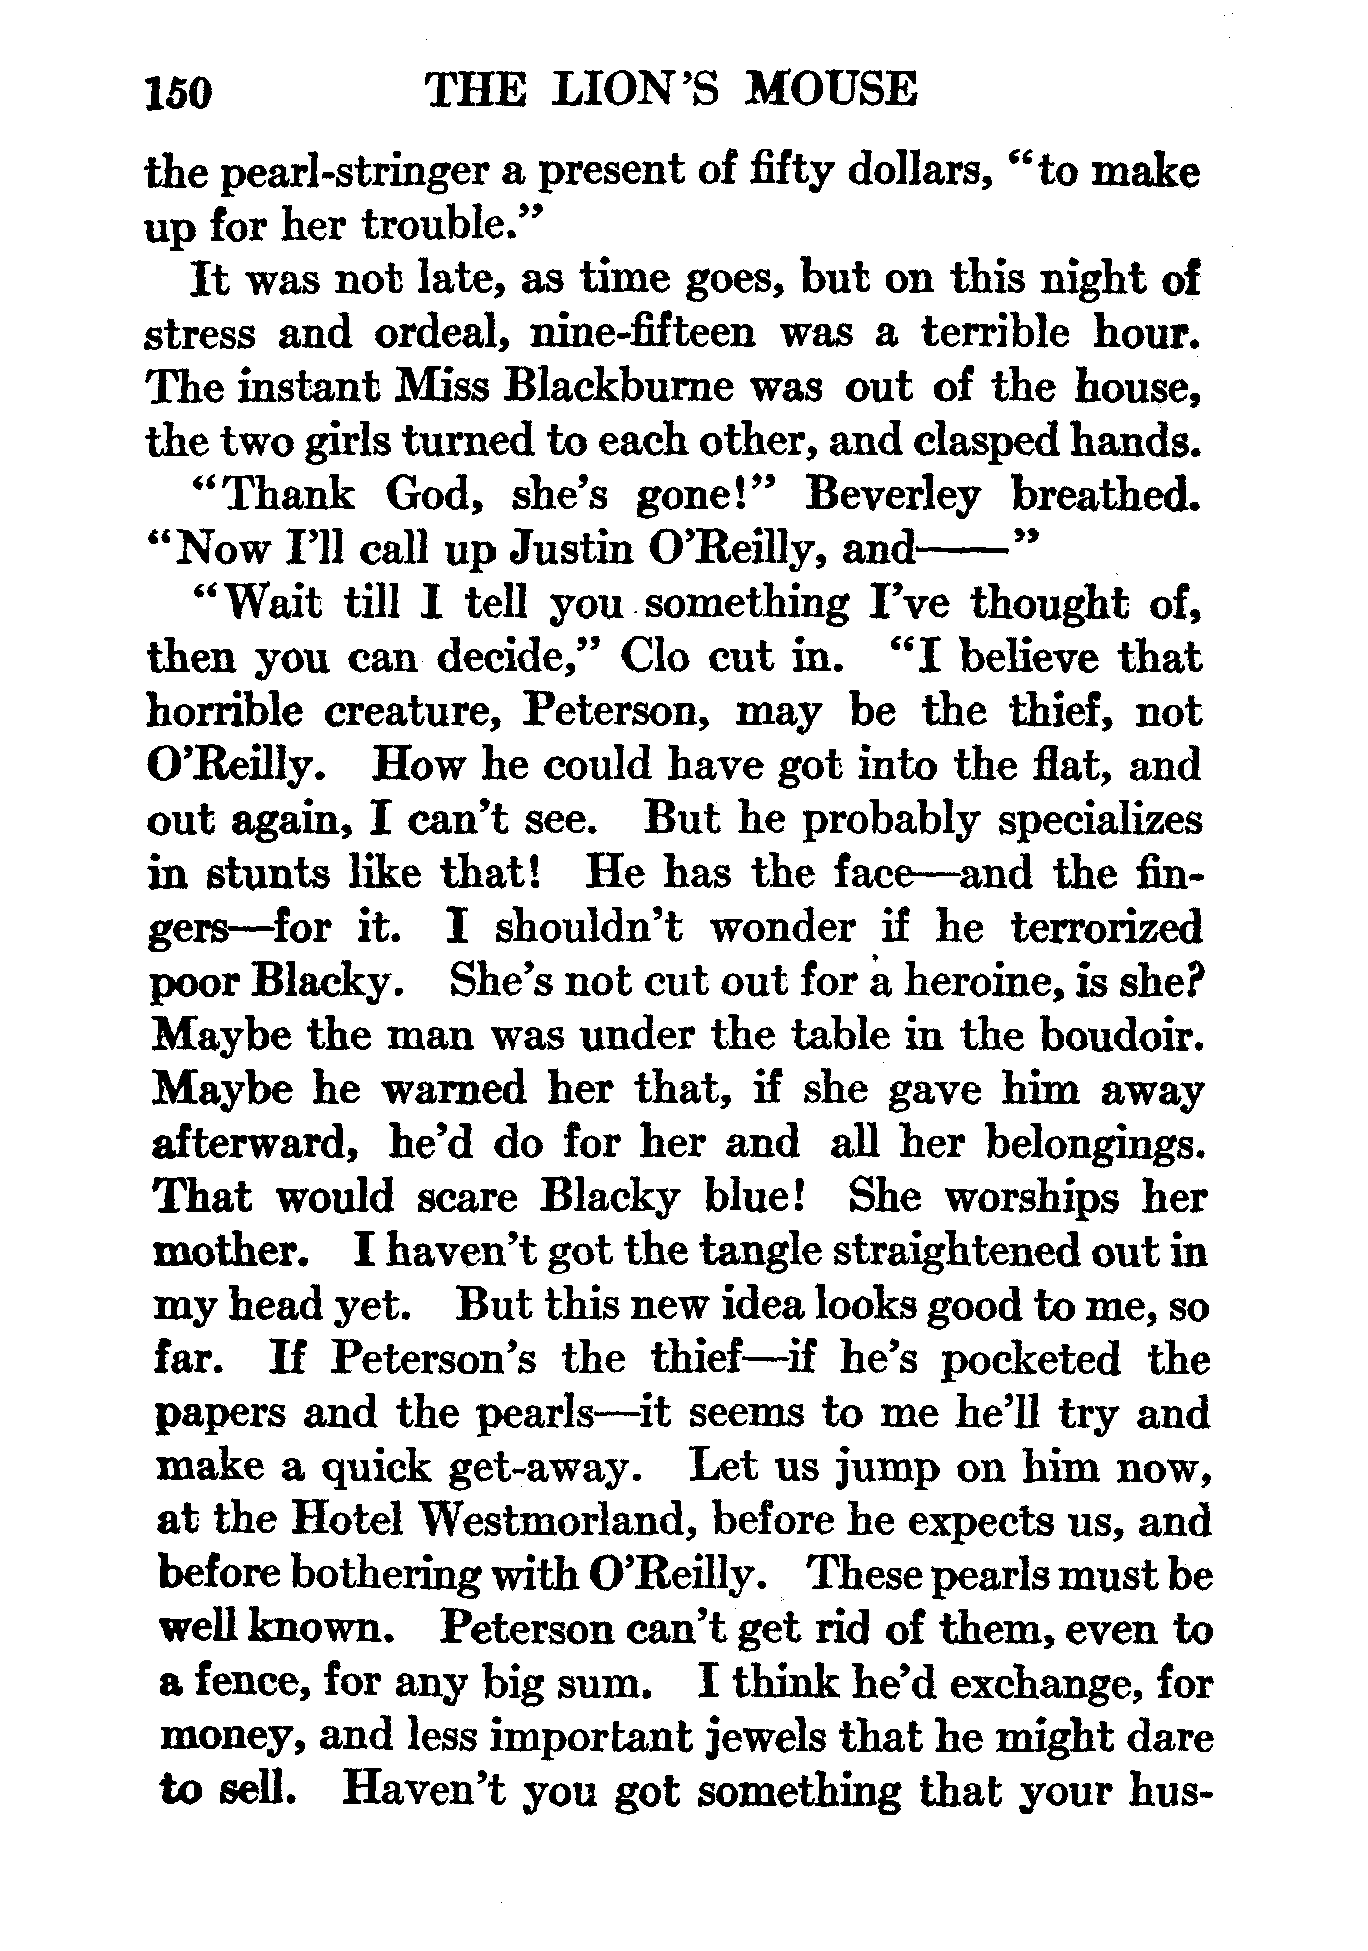 150 THE LION'S MOUSE
the pearl-stringer a present of fifty dollars, "to make
up for her trouble."
It was not late, as time goes, but on this night of
stress and ordeal, nine-fifteen was a terrible hour.
The instant Miss Blackburne was out of the house,
the two girls turned to each other, and clasped hands.
"Thank God, she's gone!" Beverley breathed.
"Now I'll call up Justin O'Reilly, and——"
"Wait till I tell you something I've thought of,
then you can decide," Clo cut in. "I believe that
horrible creature, Peterson, may be the thief, not
O'Reilly. How he could have got into the flat, and
out again, I can't see. But he probably specializes
in stunts like that! He has the face—and the fin-
gers—for it. I shouldn't wonder if he terrorized
poor Blacky. She's not cut out for a heroine, is she?
Maybe the man was under the table in the boudoir.
Maybe he warned her that, if she gave him away
afterward, he'd do for her and all her belongings.
That would scare Blacky blue! She worships her
mother. I haven't got the tangle straightened out in
my head yet. But this new idea looks good to me, so
far. If Peterson's the thief—if he's pocketed the
papers and the pearls—it seems to me he'll try and
make a quick get-away. Let us jump on him now,
at the Hotel Westmorland, before he expects us, and
before bothering with O'Reilly. These pearls must be
well known. Peterson can't get rid of them, even to
a fence, for any big sum. I think he'd exchange, for
money, and less important jewels that he might dare
to sell. Haven't you got something that your hus-